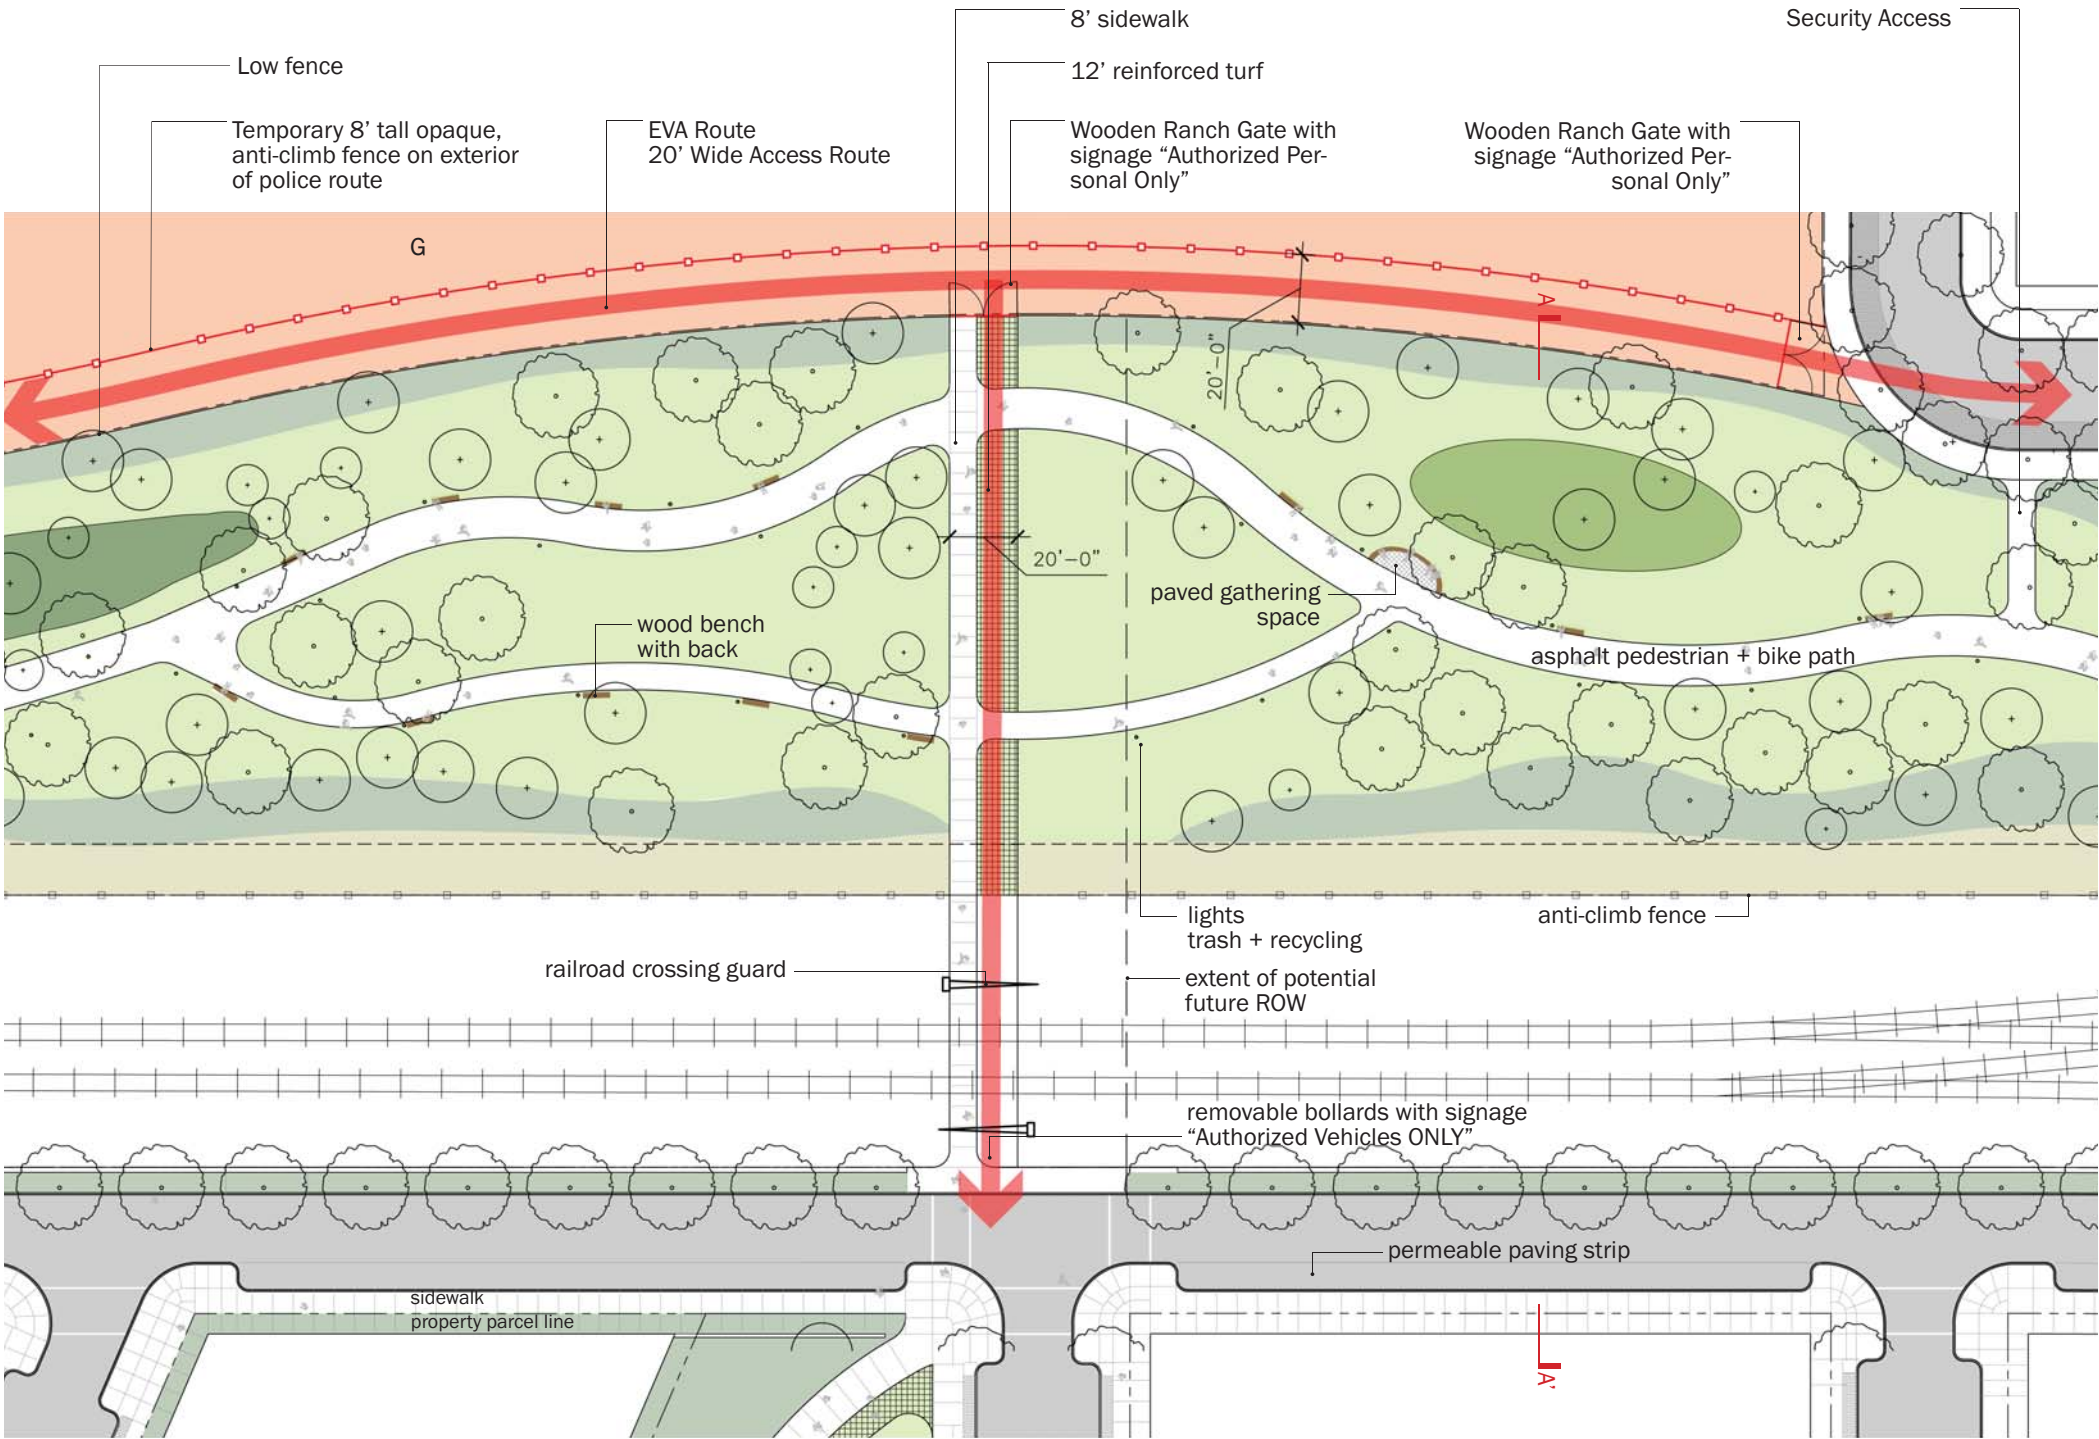 8’ sidewalk
Security Access
Low fence
12’ reinforced turf
Temporary 8’ tall opaque,
anti-climb fence on exterior
of police route
EVA Route
20’ Wide Access Route
Wooden Ranch Gate with
signage “Authorized Per-
sonal Only”
Wooden Ranch Gate with
signage “Authorized Per-
sonal Only”
G
A
20'-0"
20'-0"
paved gathering
space
wood bench
with back
asphalt pedestrian + bike path
lights
trash + recycling
anti-climb fence
railroad crossing guard
extent of potential
future ROW
removable bollards with signage
“Authorized Vehicles ONLY”
permeable paving strip
sidewalk
property parcel line
A'